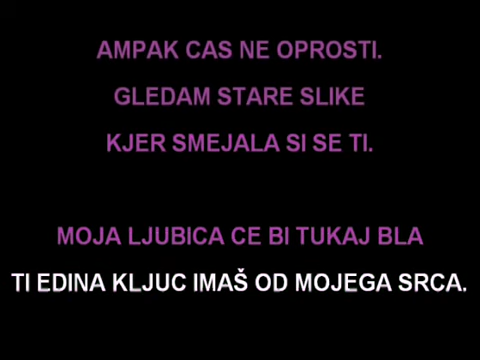 AMPAK CAS NE OPROSTI.
GLEDAM STARE SLIKE
KJER SMEJALA SI SE TI.
MOJA LJUBICA CE BI TUKAJ BLA
TI EDINA KLJUC IMAŠ OD MOJEGA SRCA.